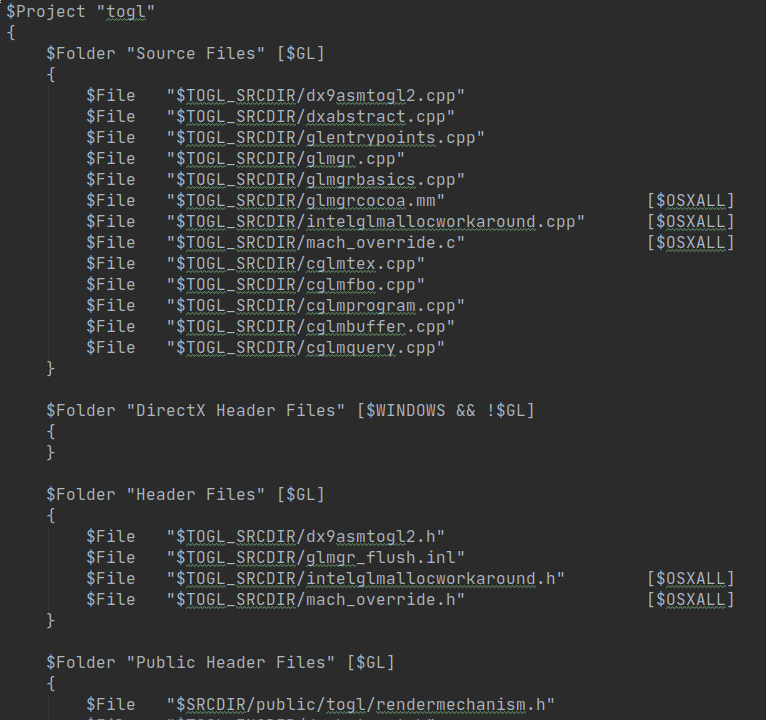 $Project "togl"
{
    $Folder "Source Files" [$GL]
    {
        $File   "$TOGL_SRCDIR/dx9asmtogl2.cpp"
        $File   "$TOGL_SRCDIR/dxabstract.cpp"
        $File   "$TOGL_SRCDIR/glentrypoints.cpp"
        $File   "$TOGL_SRCDIR/glmgr.cpp"
        $File   "$TOGL_SRCDIR/glmgrbasics.cpp"
        $File   "$TOGL_SRCDIR/glmgrcocoa.mm"                    [$OSXALL]
        $File   "$TOGL_SRCDIR/intelglmallocworkaround.cpp"      [$OSXALL]
        $File   "$TOGL_SRCDIR/mach_override.c"                  [$OSXALL]
        $File   "$TOGL_SRCDIR/cglmtex.cpp"
        $File   "$TOGL_SRCDIR/cglmfbo.cpp"
        $File   "$TOGL_SRCDIR/cglmprogram.cpp"
        $File   "$TOGL_SRCDIR/cglmbuffer.cpp"
        $File   "$TOGL_SRCDIR/cglmquery.cpp"
    }

    $Folder "DirectX Header Files" [$WINDOWS && !$GL]
    {
    }

    $Folder "Header Files" [$GL]
    {
        $File   "$TOGL_SRCDIR/dx9asmtogl2.h"
        $File   "$TOGL_SRCDIR/glmgr_flush.inl"
        $File   "$TOGL_SRCDIR/intelglmallocworkaround.h"        [$OSXALL]
        $File   "$TOGL_SRCDIR/mach_override.h"                  [$OSXALL]
    }

    $Folder "Public Header Files" [$GL]
    {
        $File   "$SRCDIR/public/togl/rendermechanism.h"